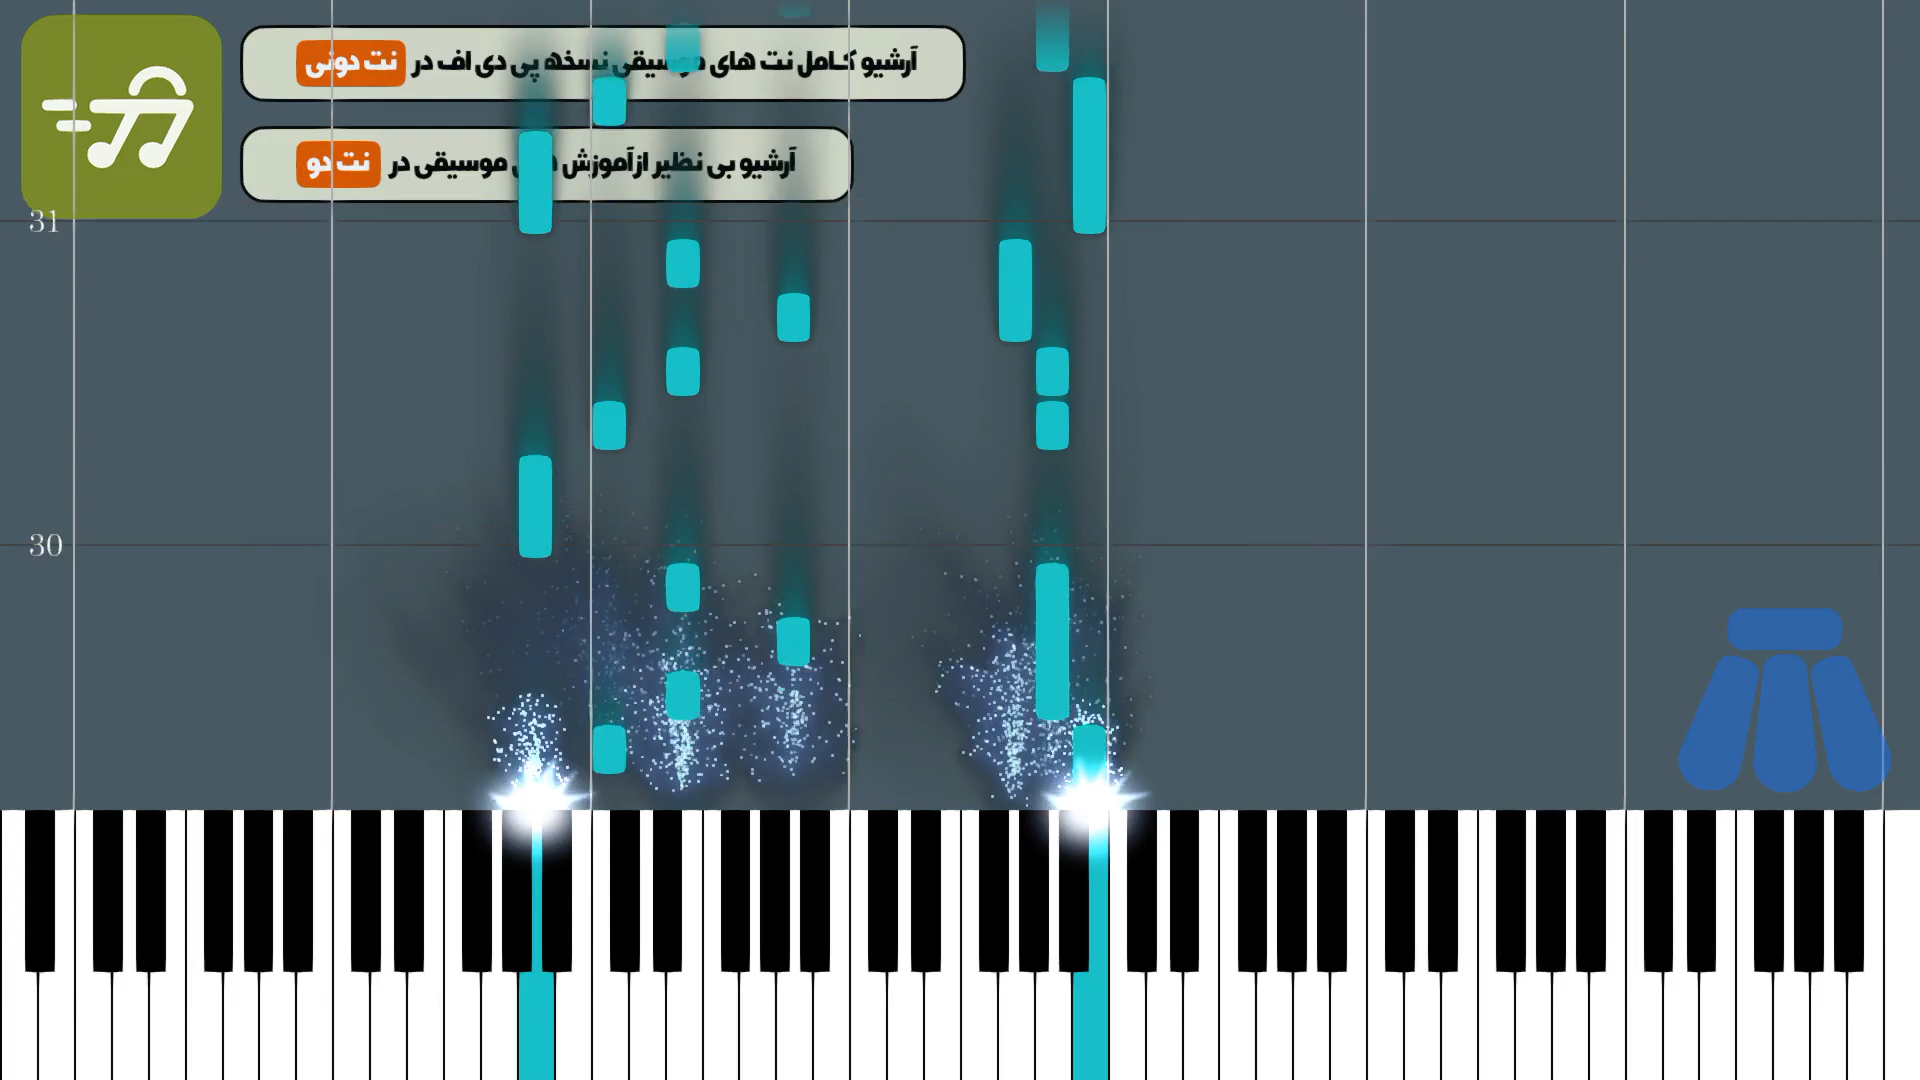 آرشیو کامل نت های موسیقی نسخه پی دی اف در نت دونی
آرشیو بی نظیر از آموزش های موسیقی در نت دو
31
30